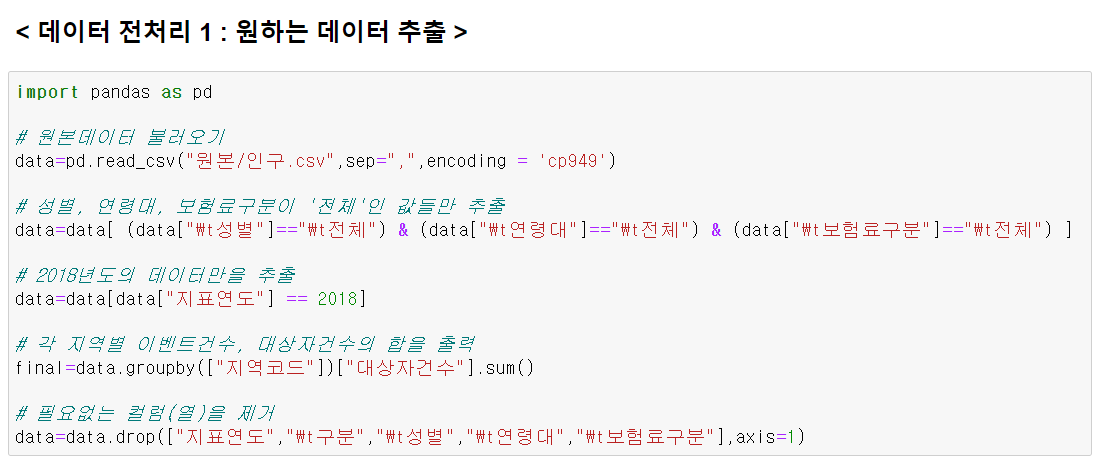 < 데이터 전처리 1 : 원하는 데이터 추출 >
import pandas as pd
# 원본데이터 불러오기
data=pd.read_csv("원본/인구.csv",sep=",",encoding = 'cp949')
# 성별, 연령대, 보험료구분이 '전체'인 값들만 추출
data=data[ (data["₩t성별"]=="₩t전체") & (data["₩t연령대"]=="₩t전체") & (data["₩t보험료구분"]=="₩t전체") ]
# 2018년도의 데이터만을 추출
data=data[data["지표연도"] == 2018]
# 각 지역별 이벤트건수, 대상자건수의 합을 출력
final=data.groupby(["지역코드"])["대상자건수"].sum()
# 필요없는 컬럼(열)을 제거
data=data.drop(["지표연도","₩t구분","₩t성별","₩t연령대","₩t보험료구분"],axis=1)